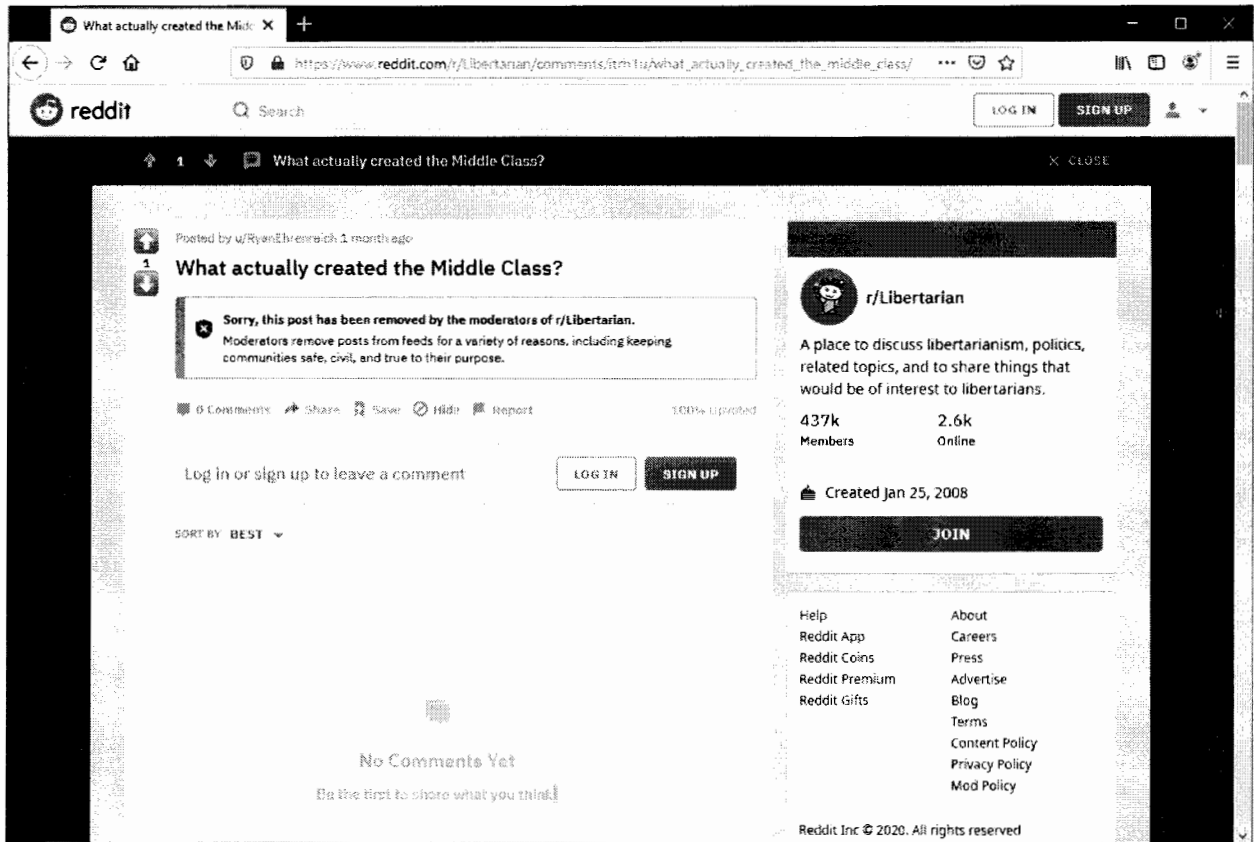 What actually created the Midd
https://www.reddit.com/r/Libertarian/comments/itm1u/what_actually_created_the_middle_class/
reddit
Search
LOG IN
SIGN UP
1
What actually created the Middle Class?
CLOSE
Posted by u/RyanEhrenreich 1 month ago
1
What actually created the Middle Class?
Sorry, this post has been removed by the moderators of r/Libertarian.
Moderators remove posts from feeds for a variety of reasons, including keeping
communities safe, civil, and true to their purpose.
0 Comments Share Save Hide Report
100% Upvoted
Log in or sign up to leave a comment
LOG IN
SIGN UP
SORT BY BEST
No Comments Yet
Be the first to share what you think!
r/Libertarian
A place to discuss libertarianism, politics,
related topics, and to share things that
would be of interest to libertarians.
437k 2.6k
Members Online
Created Jan 25, 2008
JOIN
Help About
Reddit App Careers
Reddit Coins Press
Reddit Premium Advertise
Reddit Gifts Blog
Terms
Content Policy
Privacy Policy
Mod Policy
Reddit Inc © 2020. All rights reserved